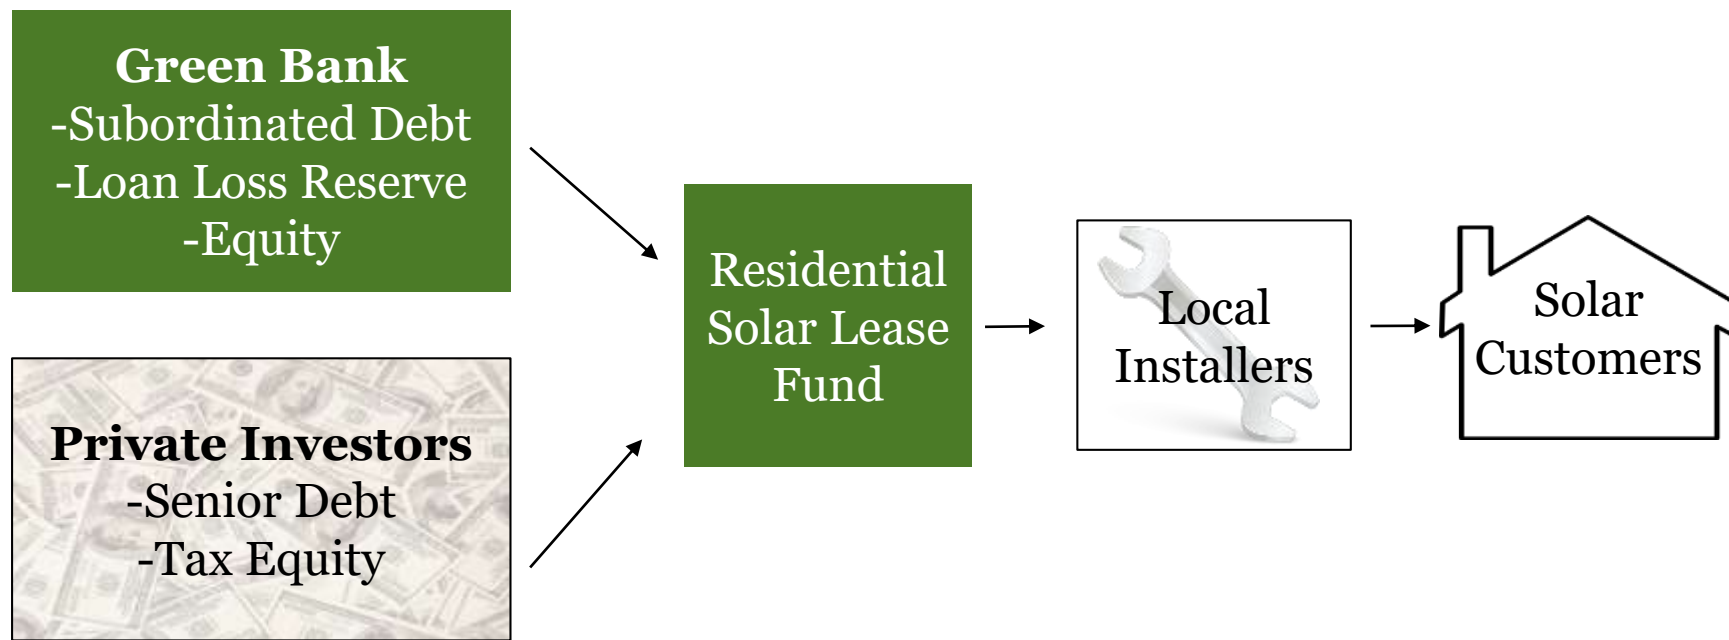 Green Bank
-Subordinated Debt
-Loan Loss Reserve
-Equity
Private Investors
-Senior Debt
-Tax Equity
Residential
Solar Lease
Fund
Local
Installers
Solar
Customers